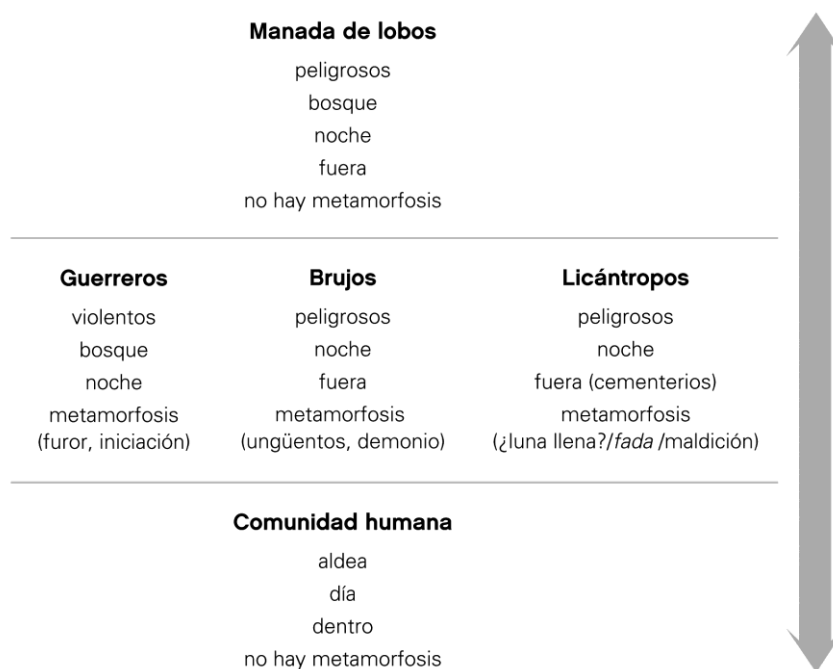 Manada de lobos
peligrosos
bosque
noche
fuera
no hay metamorfosis
Guerreros
violentos
bosque
noche
metamorfosis
(furor, iniciación)
Brujos
peligrosos
noche
fuera
metamorfosis
(ungüentos, demonio)
Licántropos
peligrosos
noche
fuera (cementerios)
metamorfosis
(¿luna llena?/fada /maldición)
Comunidad humana
aldea
día
dentro
no hay metamorfosis